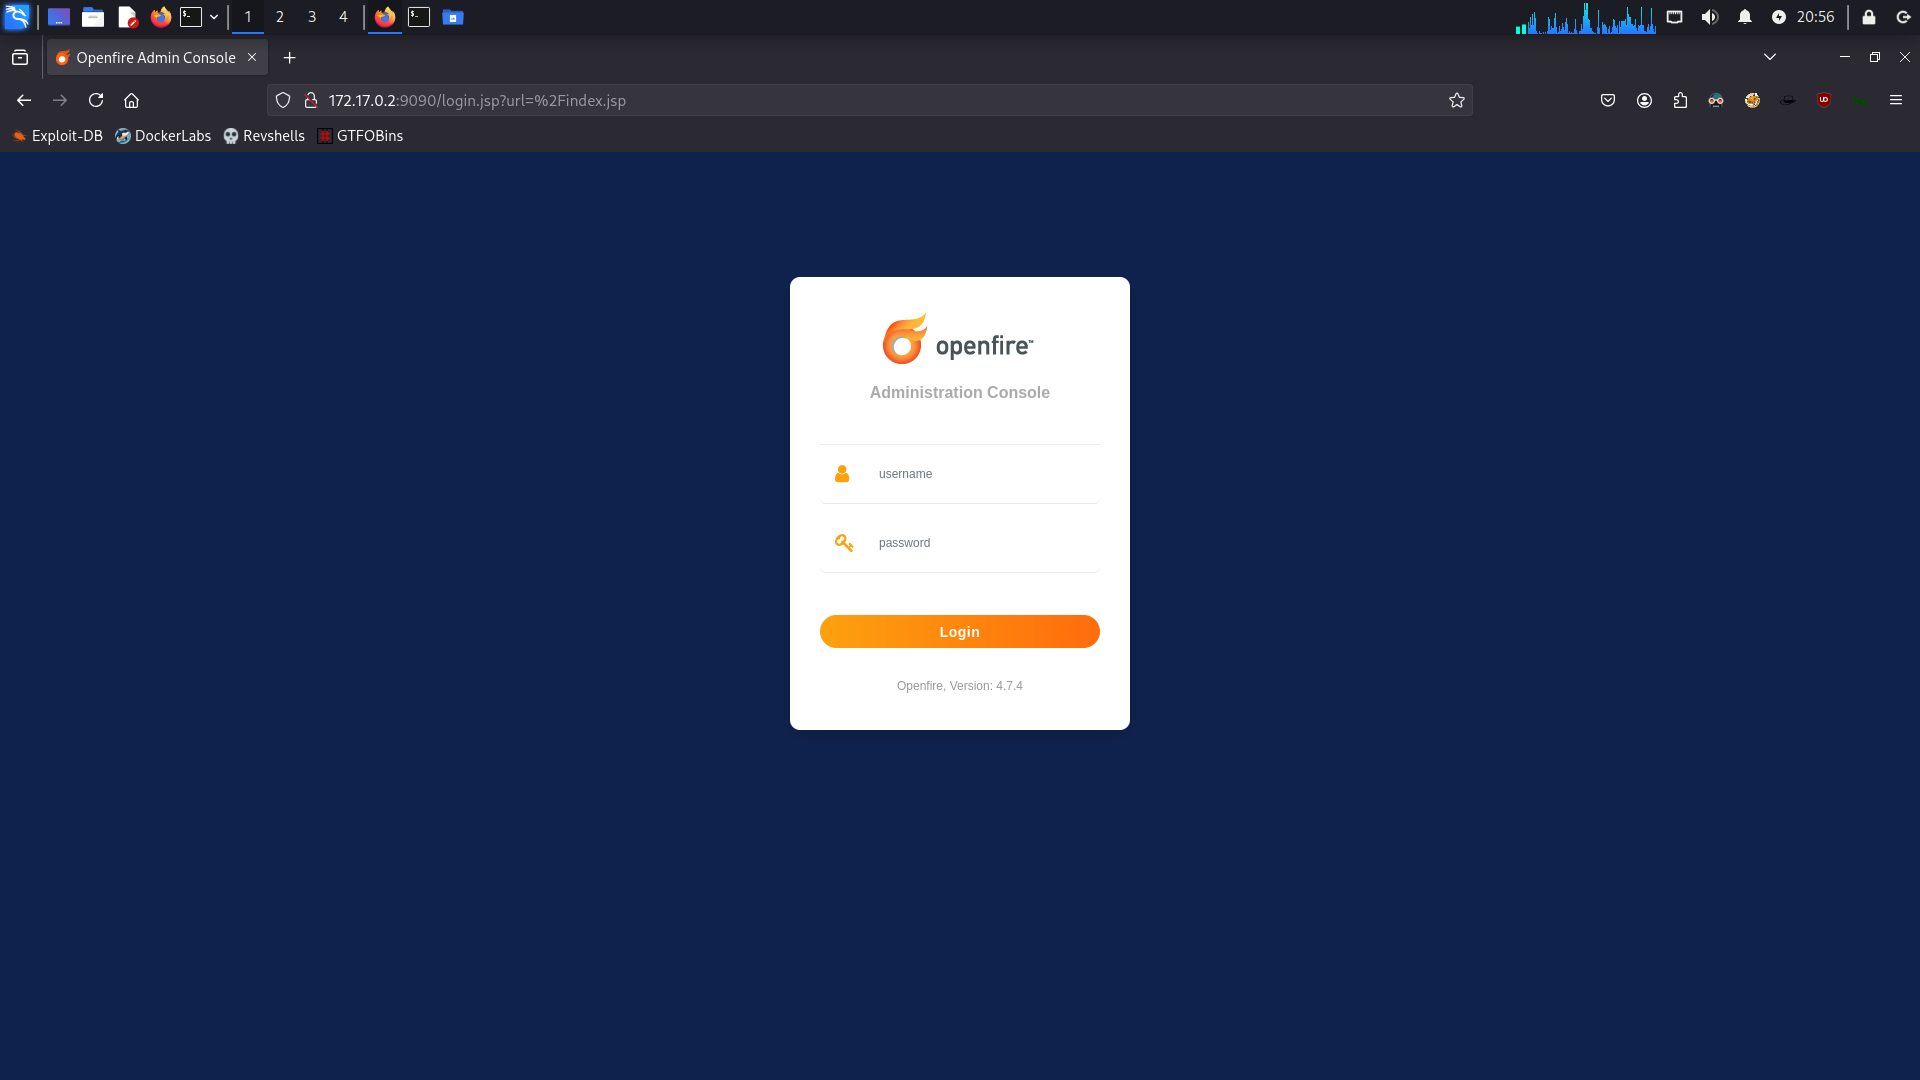 1 2 3 4 20:56
Openfire Admin Console
172.17.0.2:9090/login.jsp?url=%2Findex.jsp
Exploit-DB DockerLabs Revshells GTFOBins
openfire™
Administration Console
username
password
Login
Openfire, Version: 4.7.4